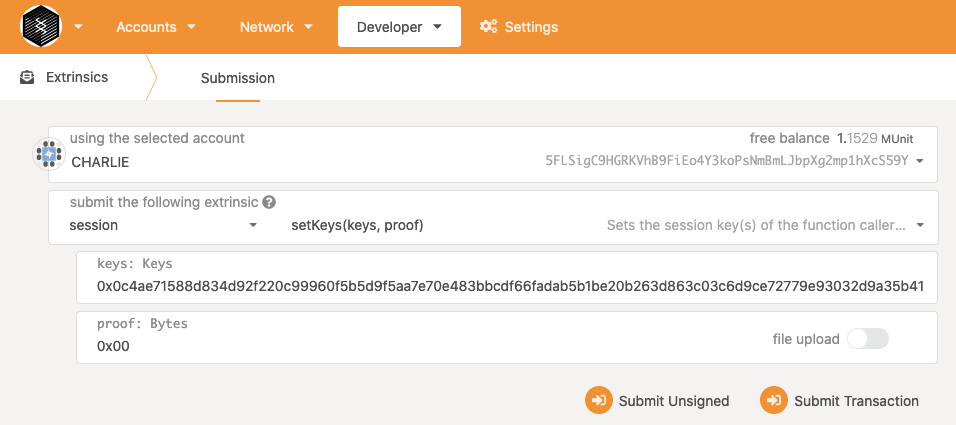 Accounts Network Developer Settings
Extrinsics Submission
using the selected account free balance 1.1529 MUnit
CHARLIE 5FLSigC9HGRKVhB9FiEo4Y3koPsNmBmLJbpXg2mp1hXcS59Y
submit the following extrinsic ?
session setKeys(keys, proof) Sets the session key(s) of the function caller…
keys: Keys
0x0c4ae71588d834d92f220c99960f5b5d9f5aa7e70e483bbcdf66fadab5b1be20b263d863c03c6d9ce72779e93032d9a35b41
proof: Bytes
0x00 file upload
Submit Unsigned Submit Transaction